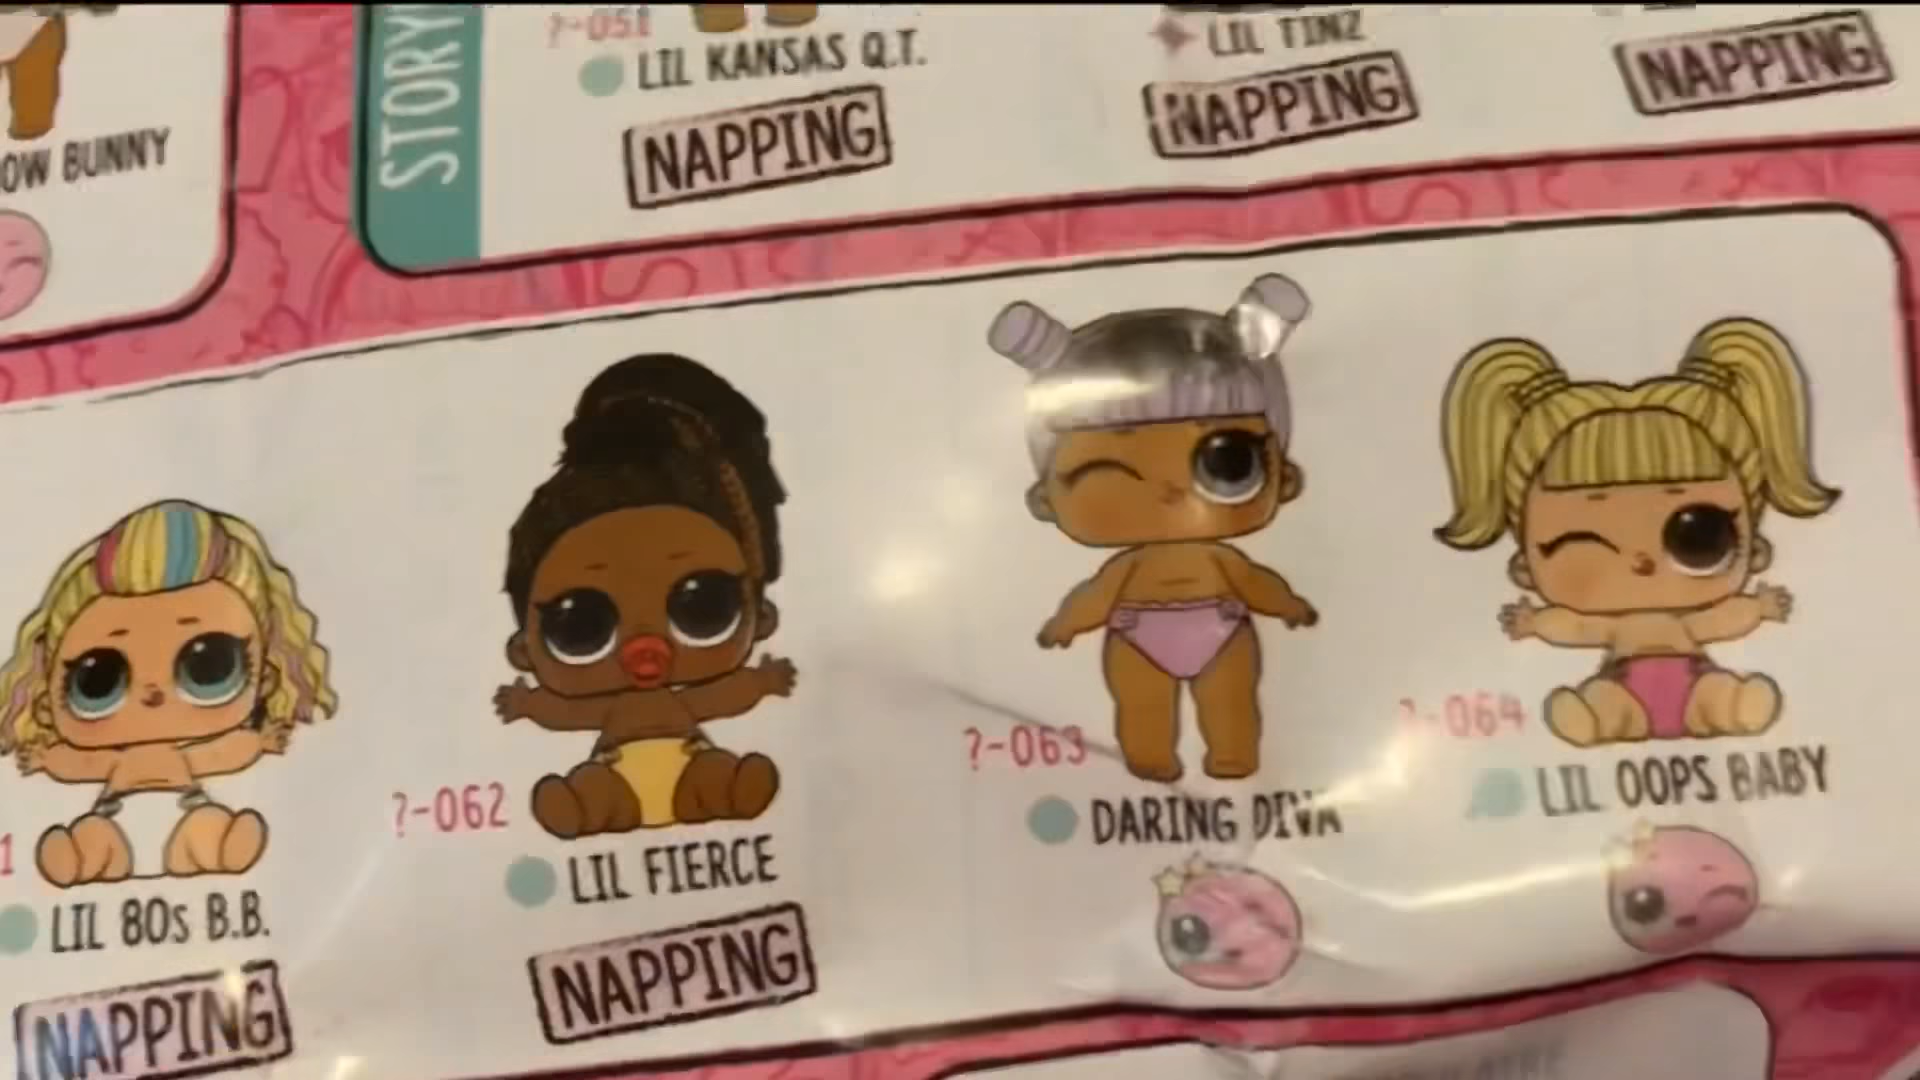 ?-051
LIL KANSAS Q.T.
NAPPING
LIL TINZ
NAPPING
NAPPING
STORY
OW BUNNY
1
LIL 80s B.B.
NAPPING
?-062
LIL FIERCE
NAPPING
?-063
DARING DIVA
?-064
LIL OOPS BABY